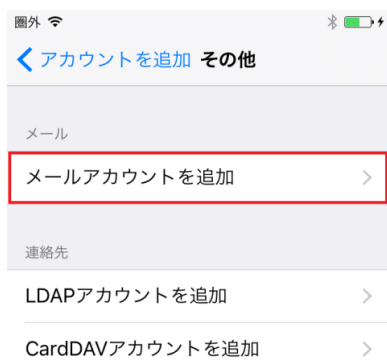 圏外
アカウントを追加 その他
メール
メールアカウントを追加
連絡先
LDAPアカウントを追加
CardDAVアカウントを追加